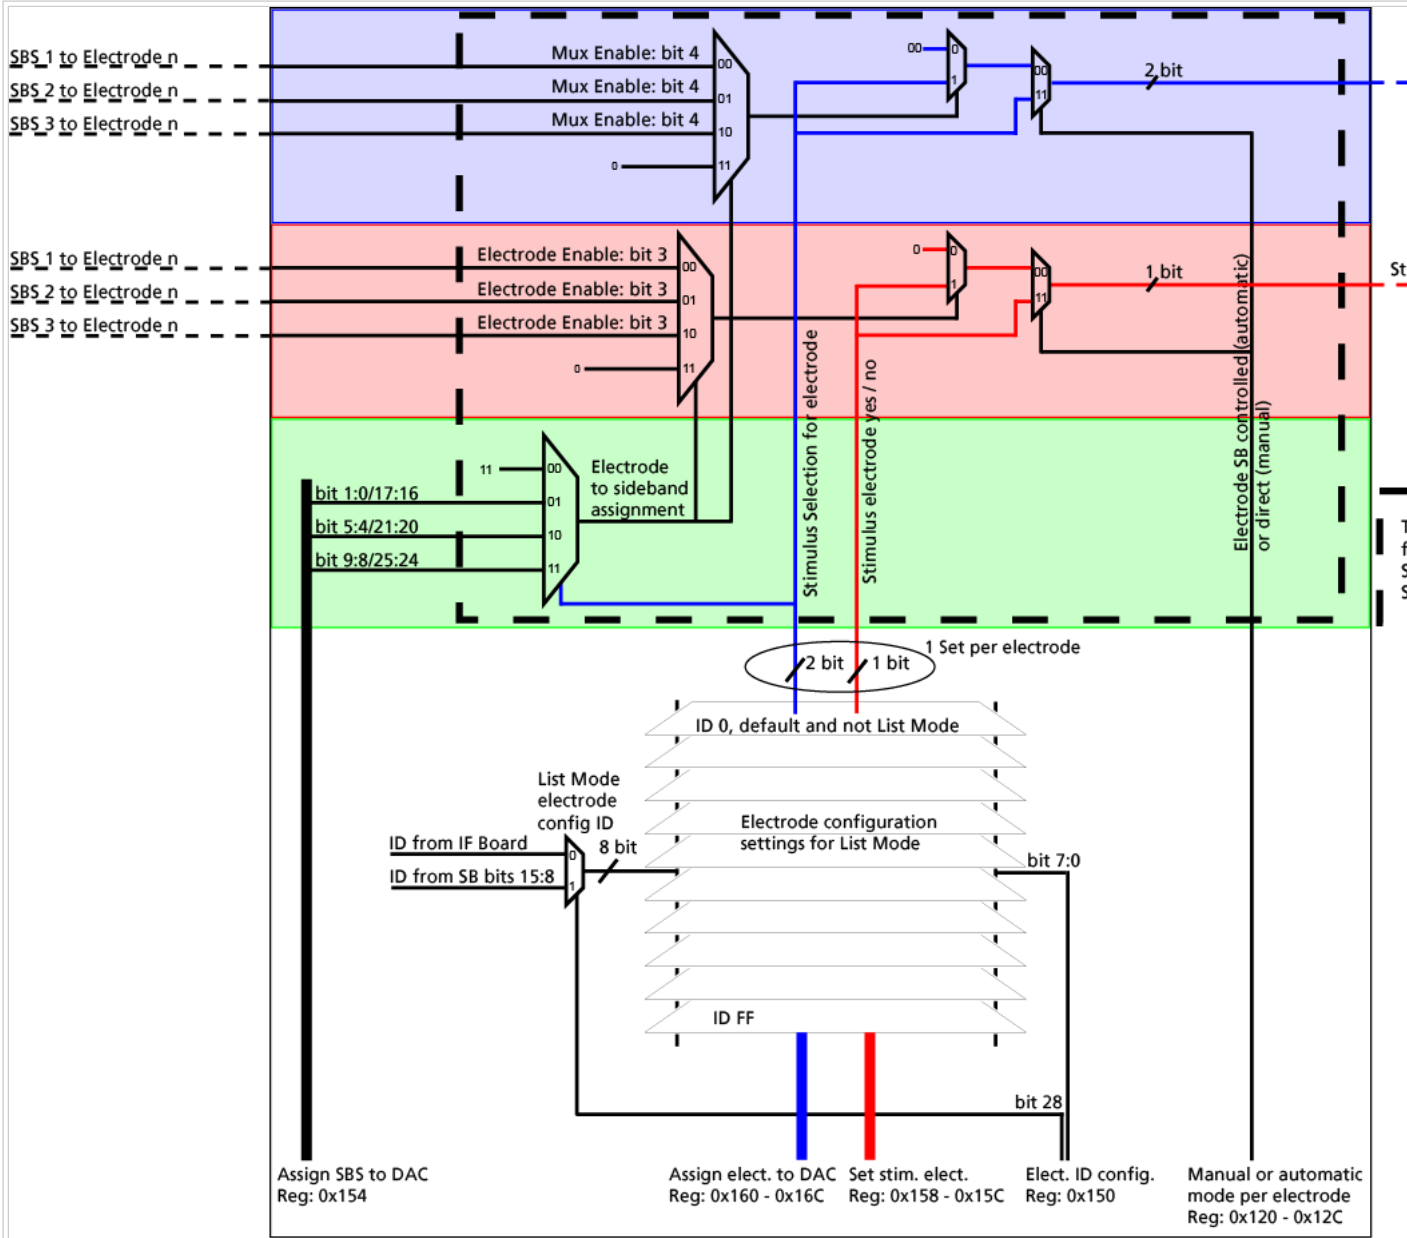 SBS 1 to Electrode n
SBS 2 to Electrode n
SBS 3 to Electrode n
Mux Enable: bit 4
Mux Enable: bit 4
Mux Enable: bit 4
0
00
01
10
11
00
0
1
00
11
2 bit
SBS 1 to Electrode n
SBS 2 to Electrode n
SBS 3 to Electrode n
Electrode Enable: bit 3
Electrode Enable: bit 3
Electrode Enable: bit 3
0
00
01
10
11
0
0
1
00
11
1 bit
St
Stimulus Selection for electrode
Stimulus electrode yes / no
Electrode SB controlled (automatic)
or direct (manual)
11
bit 1:0/17:16
bit 5:4/21:20
bit 9:8/25:24
00
01
10
11
Electrode
to sideband
assignment
T
f
S
S
2 bit
1 bit
1 Set per electrode
ID 0, default and not List Mode
Electrode configuration
settings for List Mode
ID FF
List Mode
electrode
config ID
ID from IF Board
ID from SB bits 15:8
0
1
8 bit
bit 7:0
bit 28
Assign SBS to DAC
Reg: 0x154
Assign elect. to DAC
Reg: 0x160 - 0x16C
Set stim. elect.
Reg: 0x158 - 0x15C
Elect. ID config.
Reg: 0x150
Manual or automatic
mode per electrode
Reg: 0x120 - 0x12C